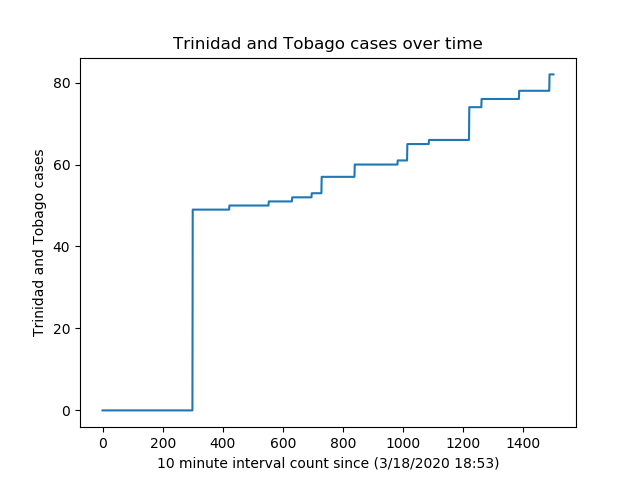 Trinidad and Tobago cases over time
Trinidad and Tobago cases
80
60
40
20
0
0 200 400 600 800 1000 1200 1400
10 minute interval count since (3/18/2020 18:53)